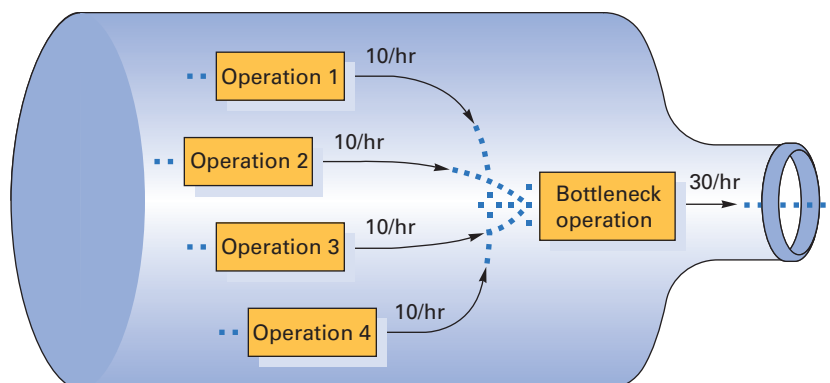 10/hr
Operation 1
10/hr
Operation 2
10/hr
Operation 3
10/hr
Operation 4
Bottleneck
operation
30/hr